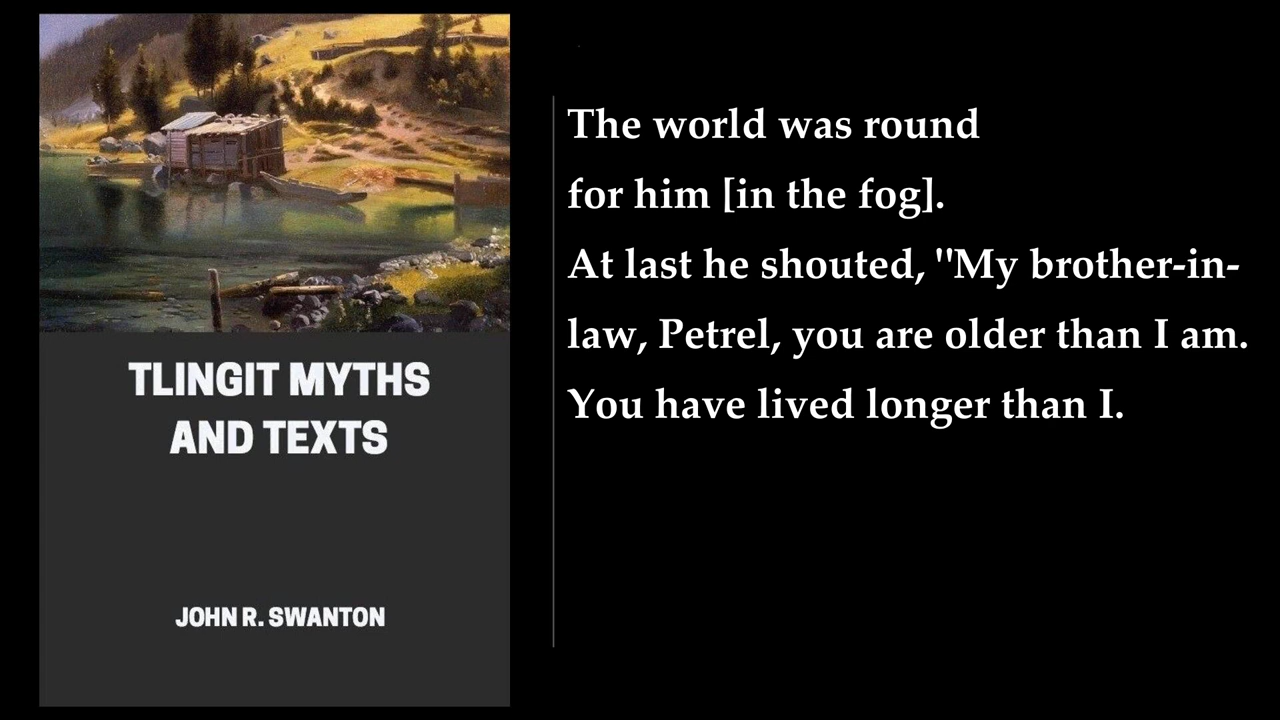 TLINGIT MYTHS
AND TEXTS
JOHN R. SWANTON
The world was round
for him [in the fog].
At last he shouted, "My brother-in-
law, Petrel, you are older than I am.
You have lived longer than I.